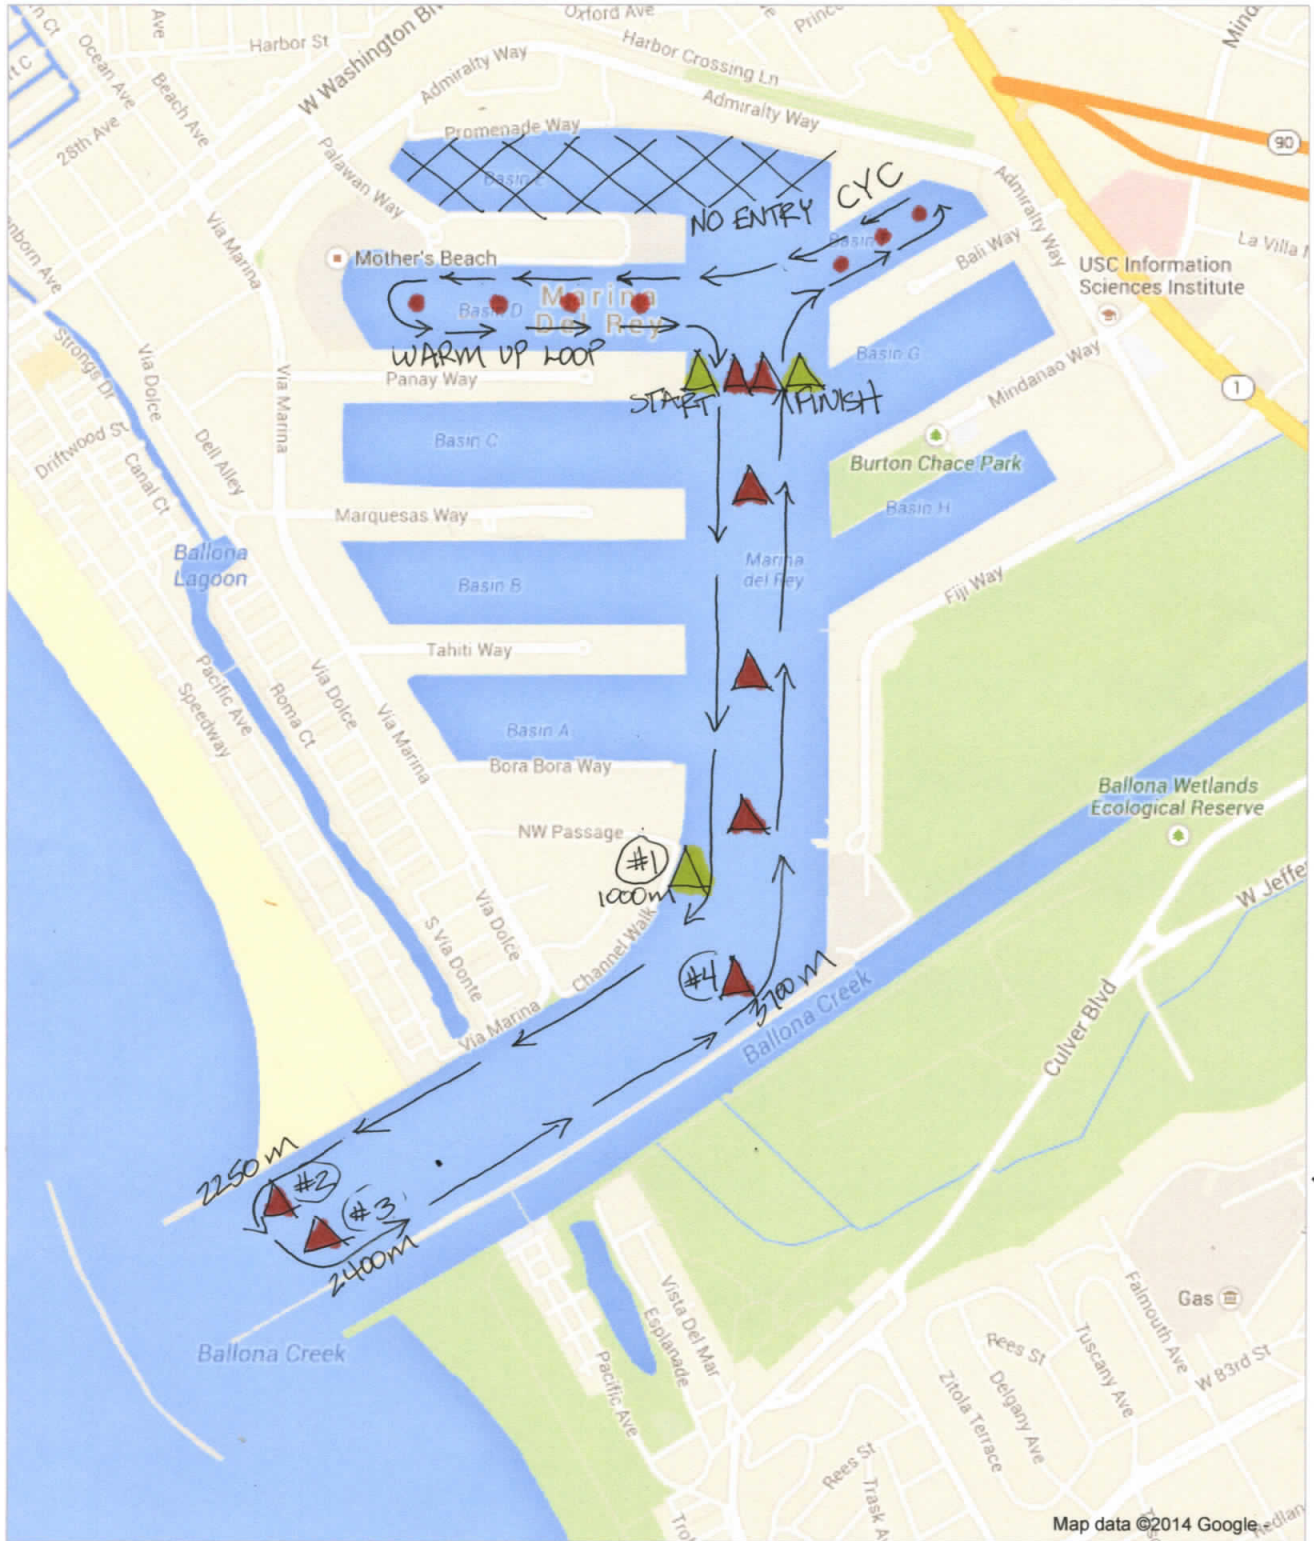 Oxford Ave
Harbor St
W Washington
Harbor Crossing Ln
Ocean Ave
Beach Ave
Admiralty Way
Admiralty Way
28th Ave
Promenade Way
90
Palawan Way
CYC
NO ENTRY
Admiralty Way
Via Marina
Mother's Beach
Bali Way
La Villa
USC Information
Sciences Institute
Marina
Del Rey
Basin D
WARM UP LOOP
Strongs Dr
Via Dolce
Via Marina
Panay Way
Basin G
START
FINISH
Mindanao Way
1
Driftwood St
Dell Alley
Basin C
Burton Chace Park
Canal Ct
Marquesas Way
Basin H
Ballona
Lagoon
Marina
del Rey
Basin B
Fiji Way
Tahiti Way
Pacific Ave
Speedway
Roma Ct
Via Dolce
Via Marina
Basin A
Bora Bora Way
Ballona Wetlands
Ecological Reserve
NW Passage
#1
1000m
W Jeffe
Via Dolce
S Via Donte
Channel Walk
#4
3700 m
Ballona Creek
Via Marina
Culver Blvd
2250 m
#2
#3
2400m
Ballona Creek
Vista Del Mar
Esplanade
Pacific Ave
Gas
Falmouth Ave
Tuscany Ave
Rees St
W 83rd St
Delgany Ave
Zitola Terrace
Rees St
Trask A
Map data ©2014 Google -